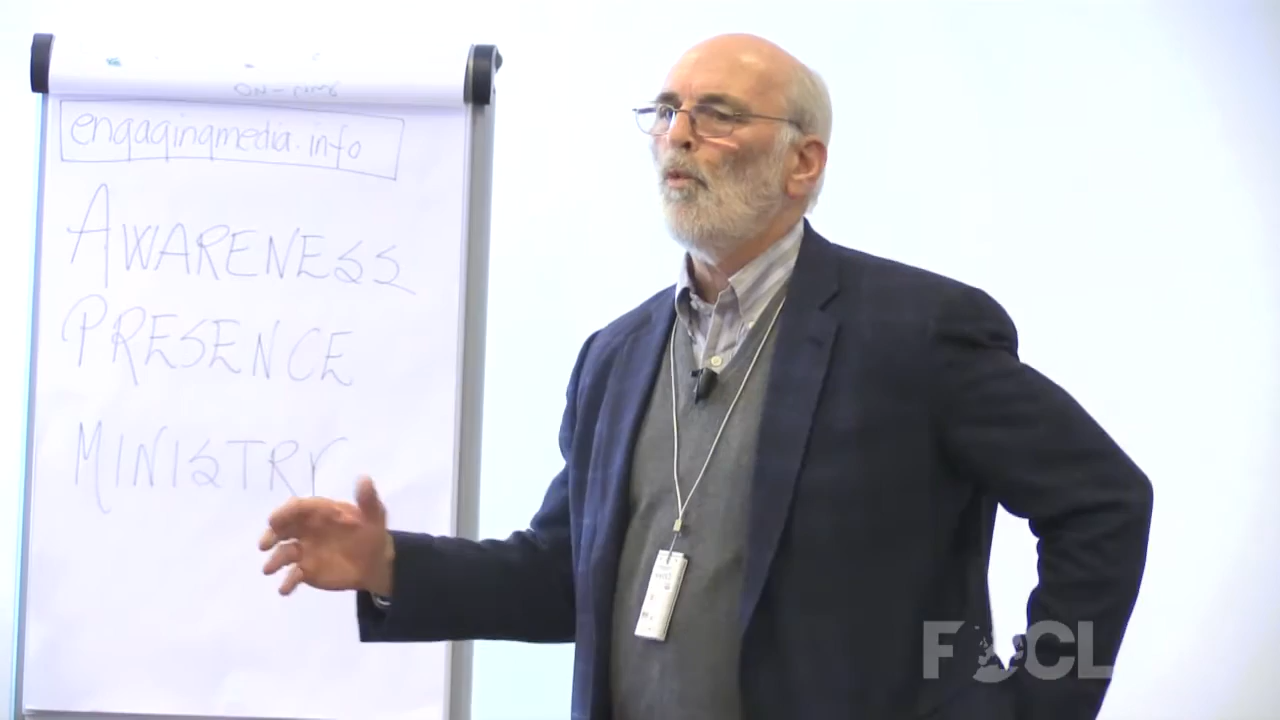 engagingmedia.info
AWARENESS
PRESENCE
MINISTRY
FOCL